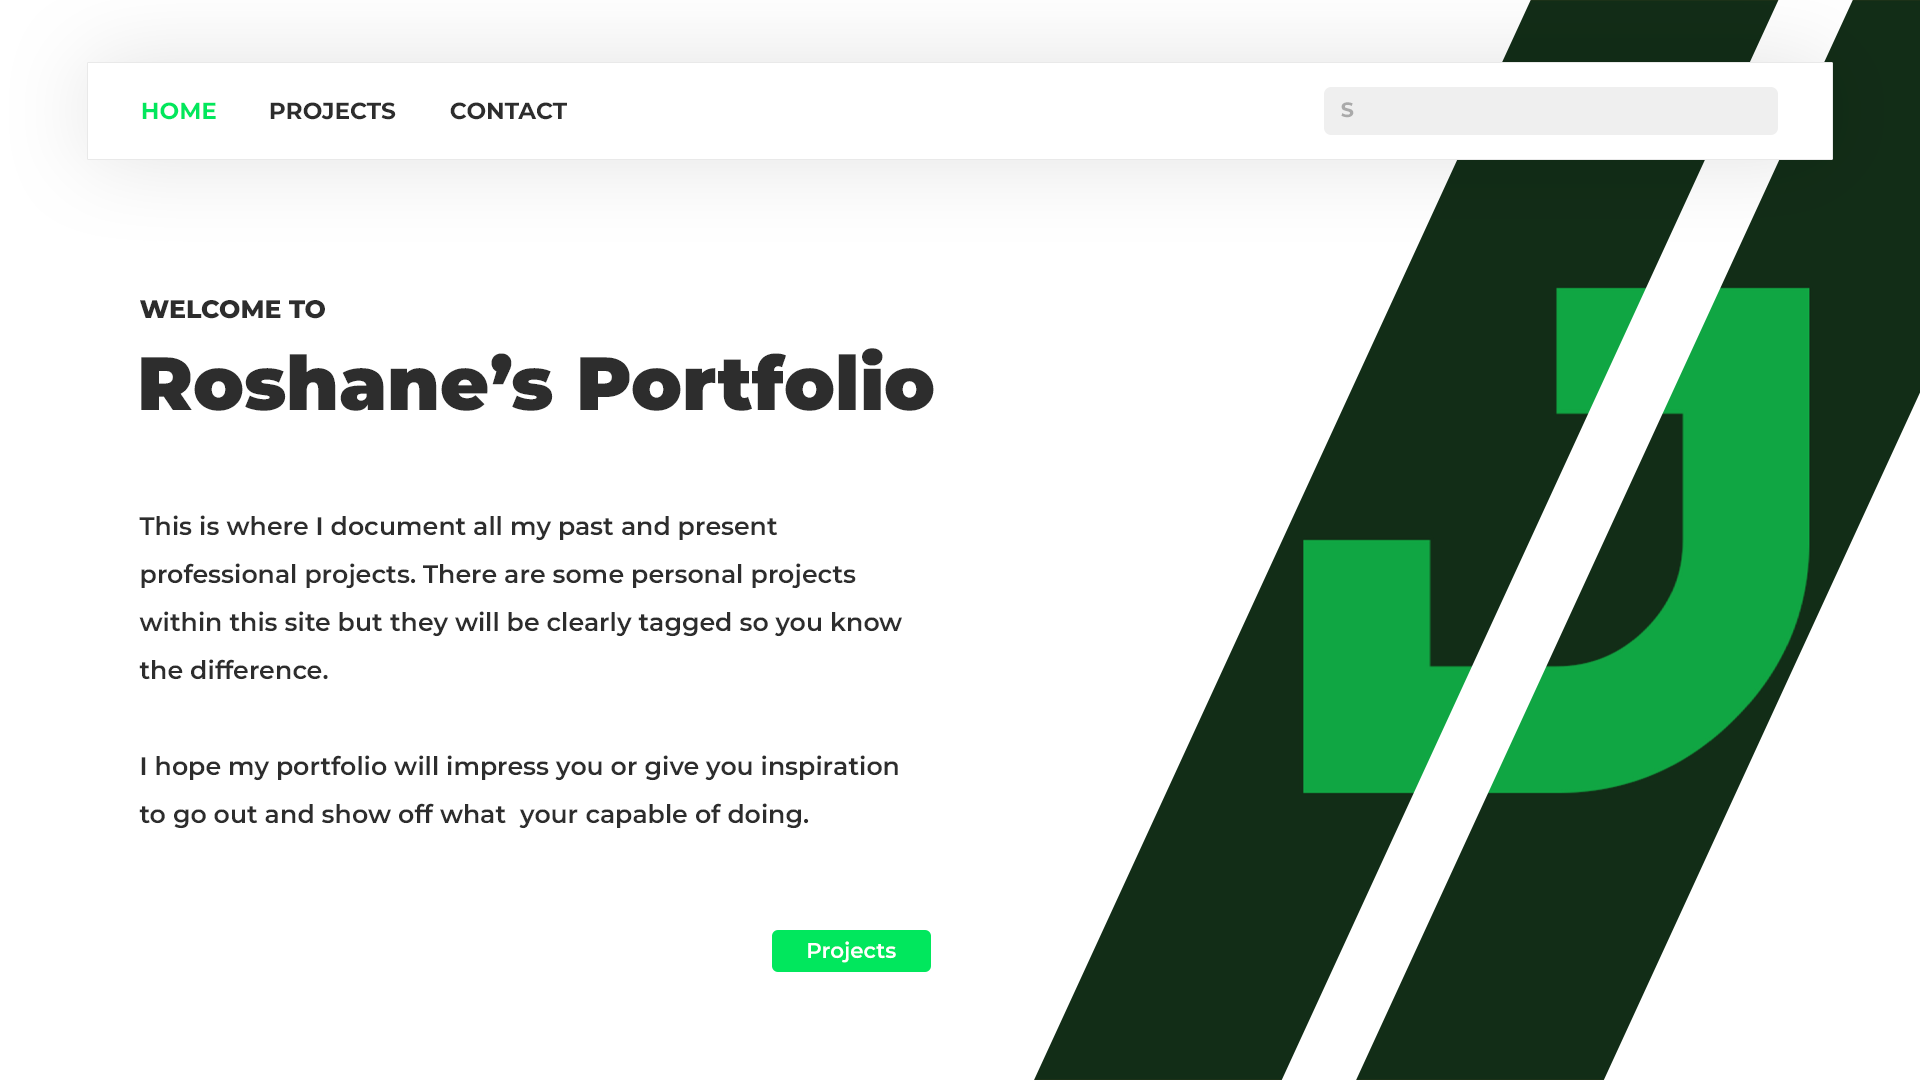 HOME PROJECTS CONTACT S
WELCOME TO
Roshane’s Portfolio
This is where I document all my past and present
professional projects. There are some personal projects
within this site but they will be clearly tagged so you know
the difference.
I hope my portfolio will impress you or give you inspiration
to go out and show off what  your capable of doing.
Projects
J